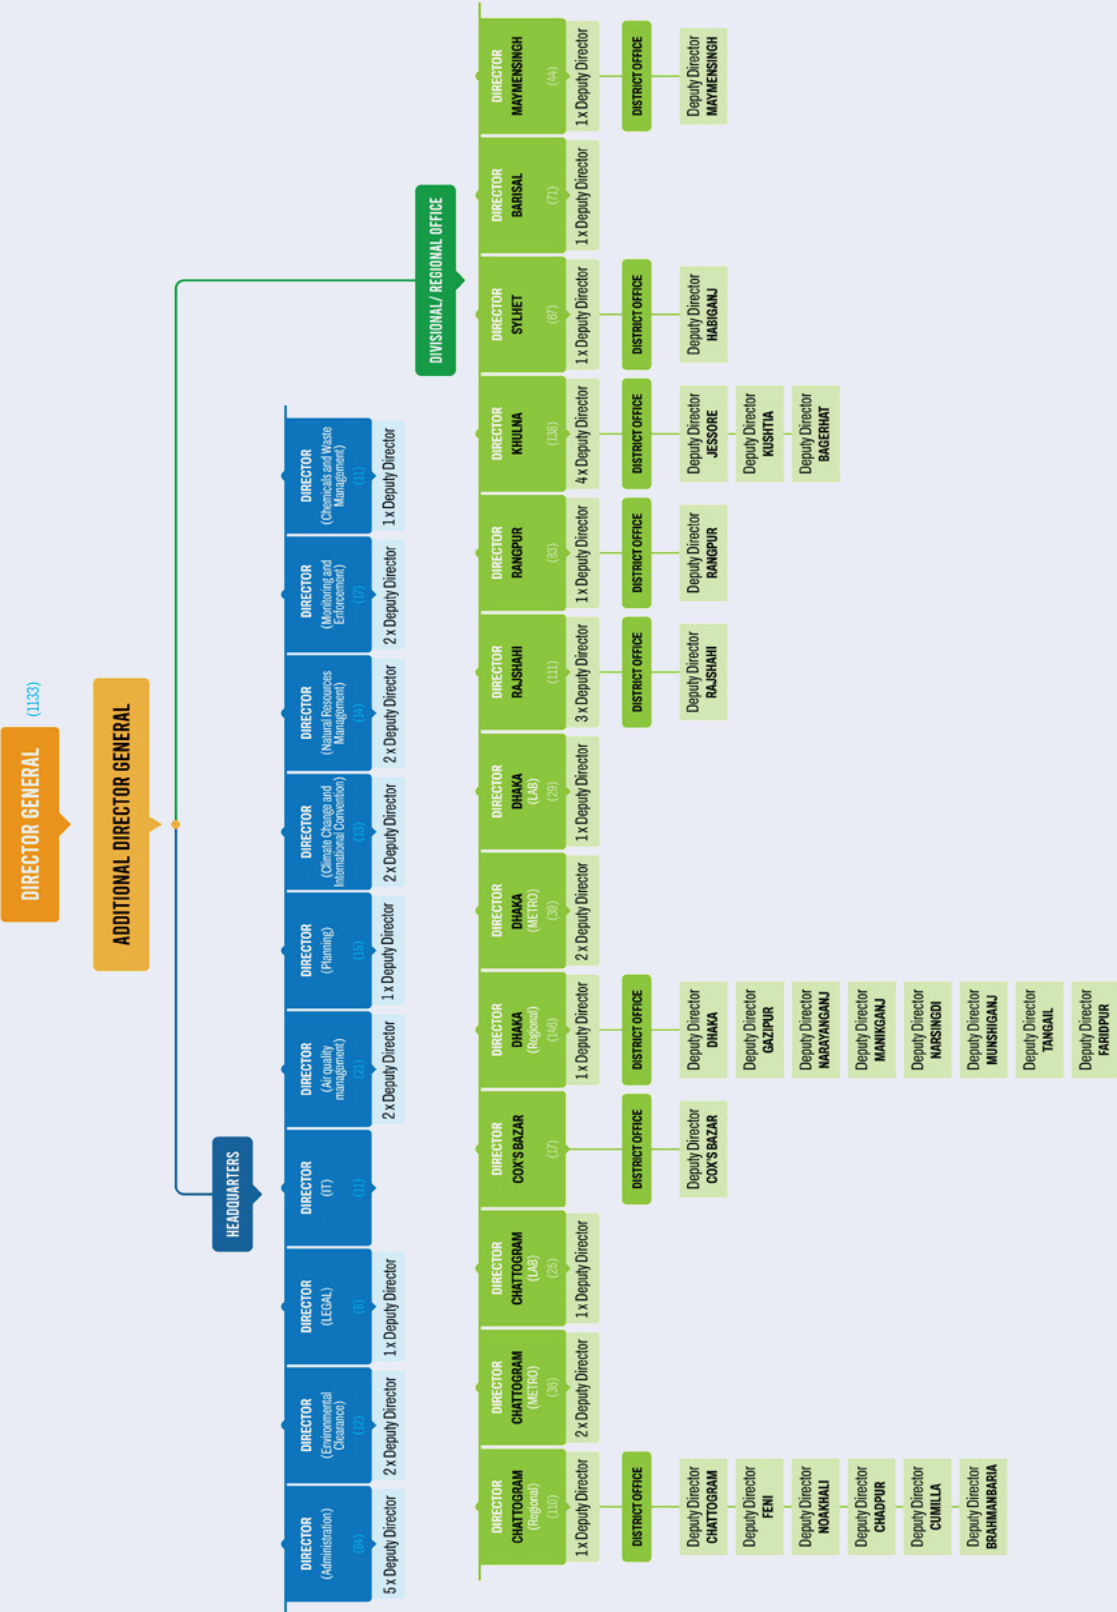 DIRECTOR GENERAL
(1133)
ADDITIONAL DIRECTOR GENERAL
HEADQUARTERS
DIRECTOR
(Administration)
(84)
5 x Deputy Director
DIRECTOR
(Environmental
Clearance)
(12)
2 x Deputy Director
DIRECTOR
(LEGAL)
(8)
1 x Deputy Director
DIRECTOR
(IT)
(11)
DIRECTOR
(Air quality
management)
(21)
2 x Deputy Director
DIRECTOR
(Planning)
(15)
1 x Deputy Director
DIRECTOR
(Climate Change and
International Convention)
(13)
2 x Deputy Director
DIRECTOR
(Natural Resources
Management)
(14)
2 x Deputy Director
DIRECTOR
(Monitoring and
Enforcement)
(17)
2 x Deputy Director
DIRECTOR
(Chemicals and Waste
Management)
(11)
1 x Deputy Director
DIVISIONAL/ REGIONAL OFFICE
DIRECTOR
CHATTOGRAM
(Regional)
(110)
1 x Deputy Director
DISTRICT OFFICE
Deputy Director
CHATTOGRAM
Deputy Director
FENI
Deputy Director
NOAKHALI
Deputy Director
CHADPUR
Deputy Director
CUMILLA
Deputy Director
BRAHMANBARIA
DIRECTOR
CHATTOGRAM
(METRO)
(36)
2 x Deputy Director
DIRECTOR
CHATTOGRAM
(LAB)
(25)
1 x Deputy Director
DIRECTOR
COX'S BAZAR
(17)
DISTRICT OFFICE
Deputy Director
COX'S BAZAR
DIRECTOR
DHAKA
(Regional)
(146)
1 x Deputy Director
DISTRICT OFFICE
Deputy Director
DHAKA
Deputy Director
GAZIPUR
Deputy Director
NARAYANGANJ
Deputy Director
MANIKGANJ
Deputy Director
NARSINGDI
Deputy Director
MUNSHIGANJ
Deputy Director
TANGAIL
Deputy Director
FARIDPUR
DIRECTOR
DHAKA
(METRO)
(39)
2 x Deputy Director
DIRECTOR
DHAKA
(LAB)
(29)
1 x Deputy Director
DIRECTOR
RAJSHAHI
(111)
3 x Deputy Director
DISTRICT OFFICE
Deputy Director
RAJSHAHI
DIRECTOR
RANGPUR
(83)
1 x Deputy Director
DISTRICT OFFICE
Deputy Director
RANGPUR
DIRECTOR
KHULNA
(138)
4 x Deputy Director
DISTRICT OFFICE
Deputy Director
JESSORE
Deputy Director
KUSHTIA
Deputy Director
BAGERHAT
DIRECTOR
SYLHET
(67)
1 x Deputy Director
DISTRICT OFFICE
Deputy Director
HABIGANJ
DIRECTOR
BARISAL
(71)
1 x Deputy Director
DIRECTOR
MAYMENSINGH
(44)
1 x Deputy Director
DISTRICT OFFICE
Deputy Director
MAYMENSINGH